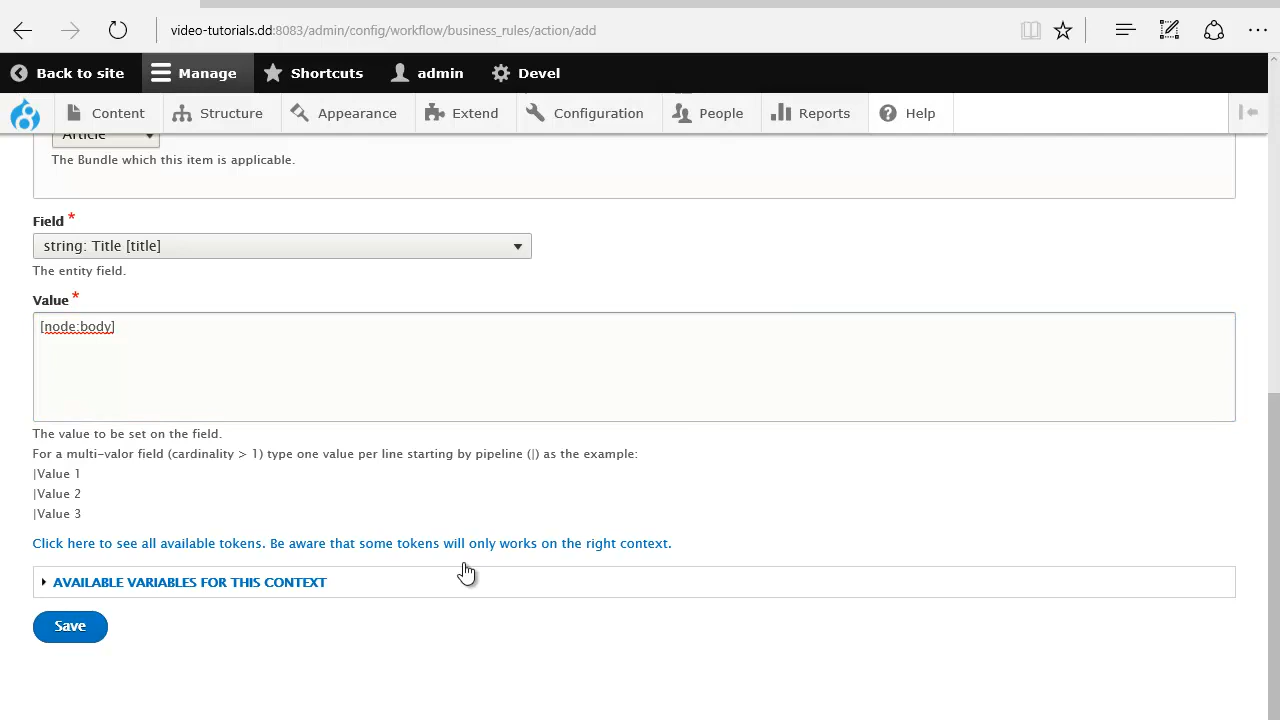 video-tutorials.dd:8083/admin/config/workflow/business_rules/action/add
Back to site Manage Shortcuts admin Devel
Content Structure Appearance Extend Configuration People Reports Help
Article
The Bundle which this item is applicable.
Field *
string: Title [title]
The entity field.
Value *
[node:body]
The value to be set on the field.
For a multi-valor field (cardinality > 1) type one value per line starting by pipeline (|) as the example:
|Value 1
|Value 2
|Value 3
Click here to see all available tokens. Be aware that some tokens will only works on the right context.
AVAILABLE VARIABLES FOR THIS CONTEXT
Save